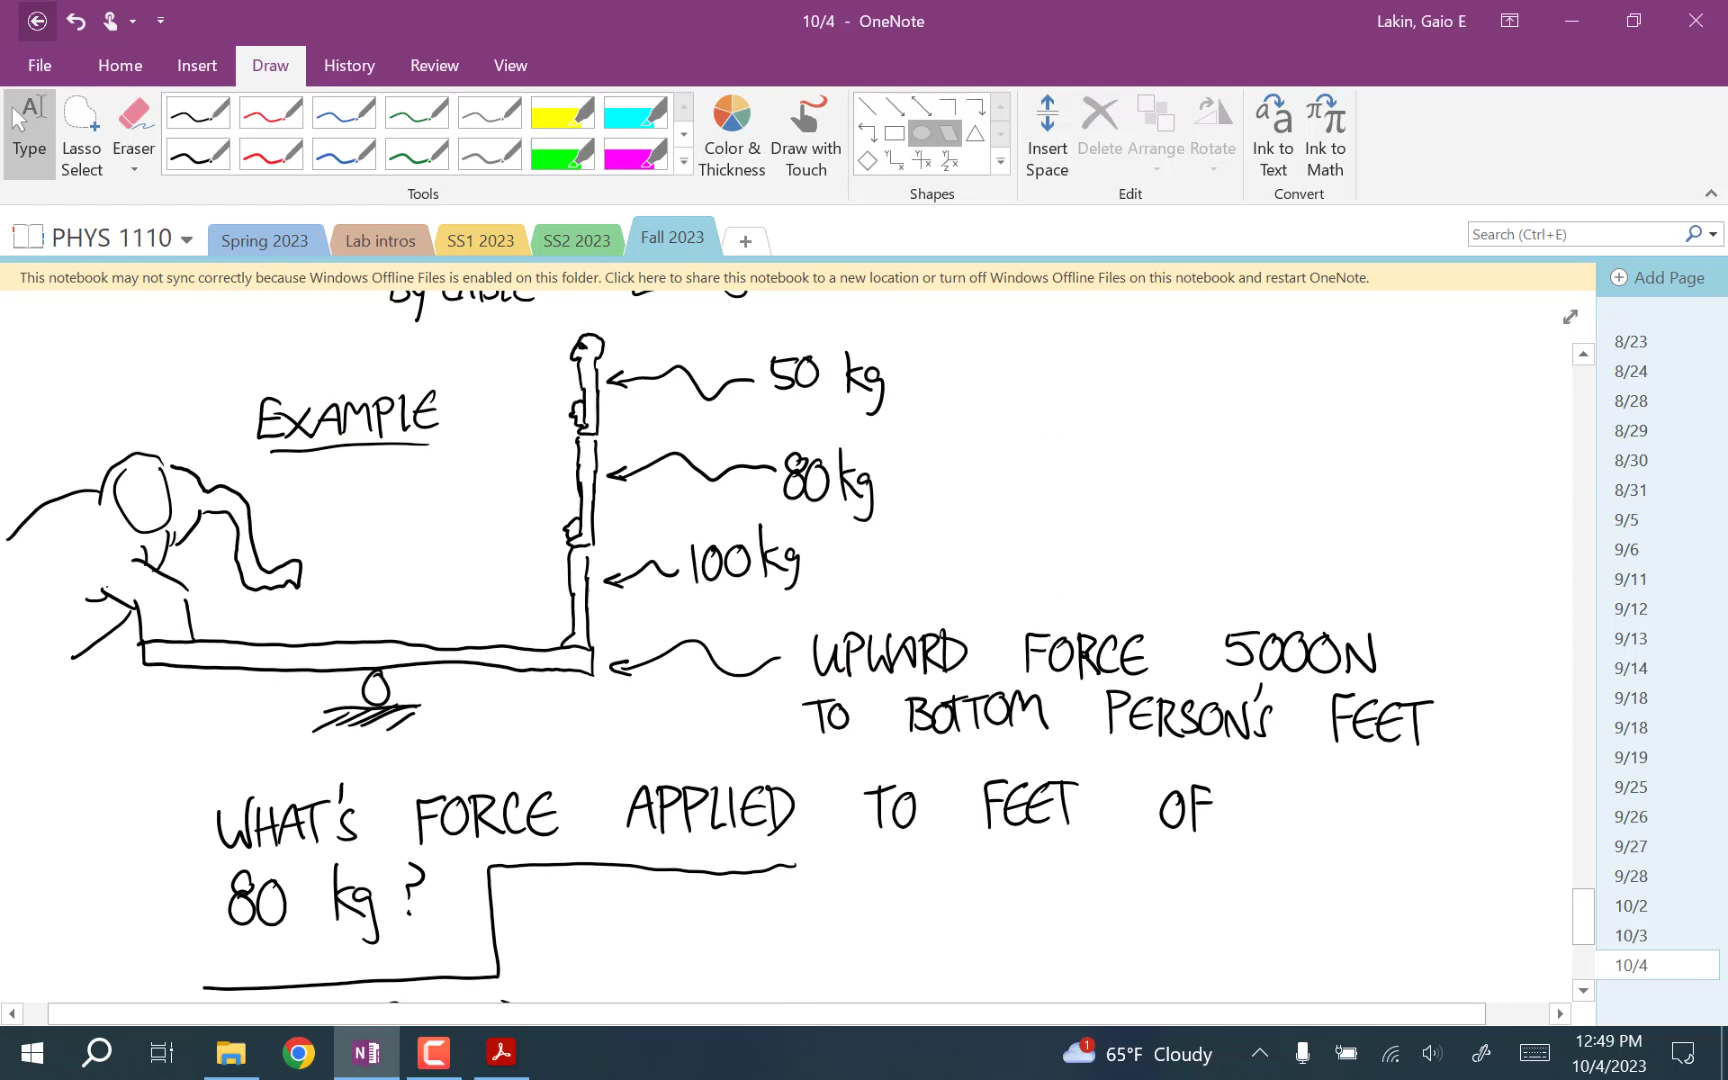 10/4 - OneNote
Lakin, Gaio E
File Home Insert Draw History Review View
Type
Lasso Select
Eraser
Color & Thickness
Draw with Touch
Insert Space
Delete
Arrange
Rotate
Ink to Text
Ink to Math
Tools Shapes Edit Convert
PHYS 1110 Spring 2023 Lab intros SS1 2023 SS2 2023 Fall 2023
Search (Ctrl+E)
This notebook may not sync correctly because Windows Offline Files is enabled on this folder. Click here to share this notebook to a new location or turn off Windows Offline Files on this notebook and restart OneNote.
Add Page
EXAMPLE
50 kg
80 kg
100 kg
UPWARD FORCE 5000N
TO BOTTOM PERSON'S FEET
WHAT'S FORCE APPLIED TO FEET OF
80 kg ?
8/23
8/24
8/28
8/29
8/30
8/31
9/5
9/6
9/11
9/12
9/13
9/14
9/18
9/18
9/19
9/25
9/26
9/27
9/28
10/2
10/3
10/4
1
65°F Cloudy
12:49 PM
10/4/2023